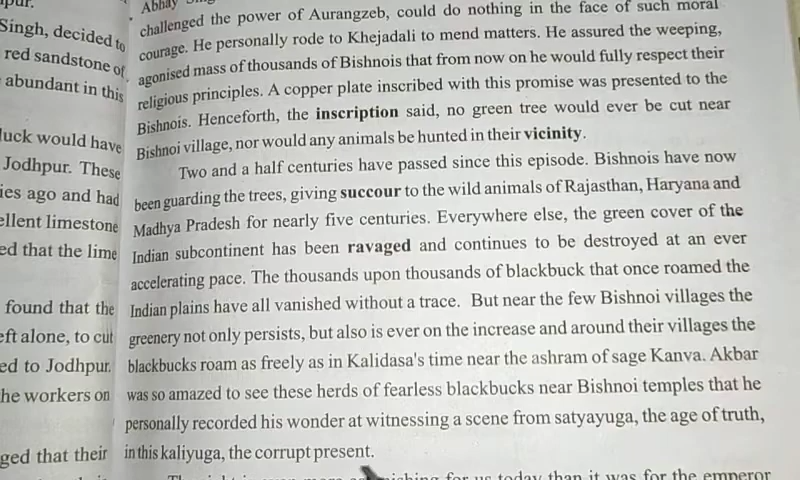 pur.
Singh, decided to
red sandstone of
abundant in this
luck would have
Jodhpur. These
ies ago and had
ellent limestone
ed that the lime
found that the
eft alone, to cut
ed to Jodhpur.
he workers on
ged that their
Abhay
challenged the power of Aurangzeb, could do nothing in the face of such moral
courage. He personally rode to Khejadali to mend matters. He assured the weeping,
agonised mass of thousands of Bishnois that from now on he would fully respect their
religious principles. A copper plate inscribed with this promise was presented to the
Bishnois. Henceforth, the inscription said, no green tree would ever be cut near
Bishnoi village, nor would any animals be hunted in their vicinity.
Two and a half centuries have passed since this episode. Bishnois have now
been guarding the trees, giving succour to the wild animals of Rajasthan, Haryana and
Madhya Pradesh for nearly five centuries. Everywhere else, the green cover of the
Indian subcontinent has been ravaged and continues to be destroyed at an ever
accelerating pace. The thousands upon thousands of blackbuck that once roamed the
Indian plains have all vanished without a trace. But near the few Bishnoi villages the
greenery not only persists, but also is ever on the increase and around their villages the
blackbucks roam as freely as in Kalidasa's time near the ashram of sage Kanva. Akbar
was so amazed to see these herds of fearless blackbucks near Bishnoi temples that he
personally recorded his wonder at witnessing a scene from satyayuga, the age of truth,
in this kaliyuga, the corrupt present.
for us today than it was for the emperor